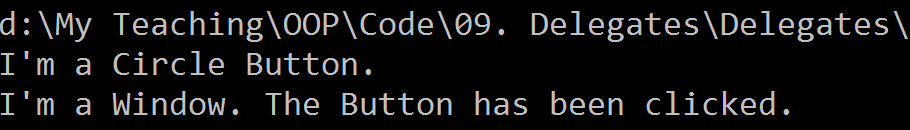 d:\My Teaching\OOP\Code\09. Delegates\Delegates\
I'm a Circle Button.
I'm a Window. The Button has been clicked.